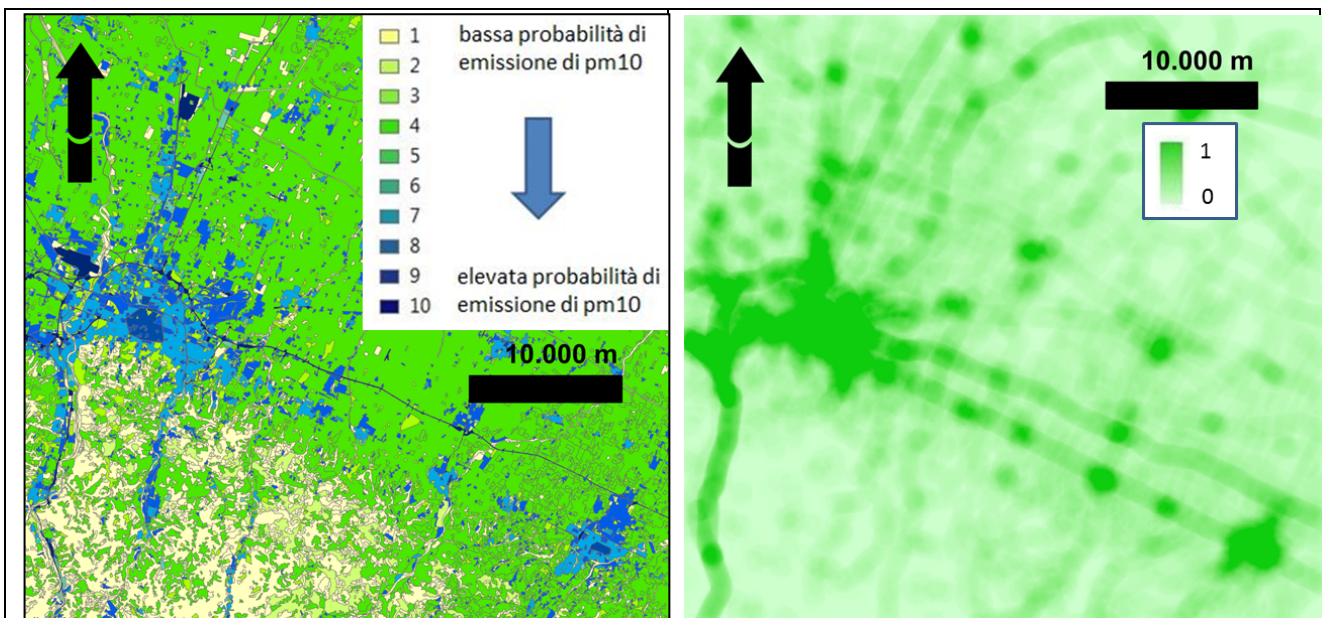 1
2
3
4
5
6
7
8
9
10
bassa probabilità di
emissione di pm10
elevata probabilità di
emissione di pm10
10.000 m
10.000 m
1
0